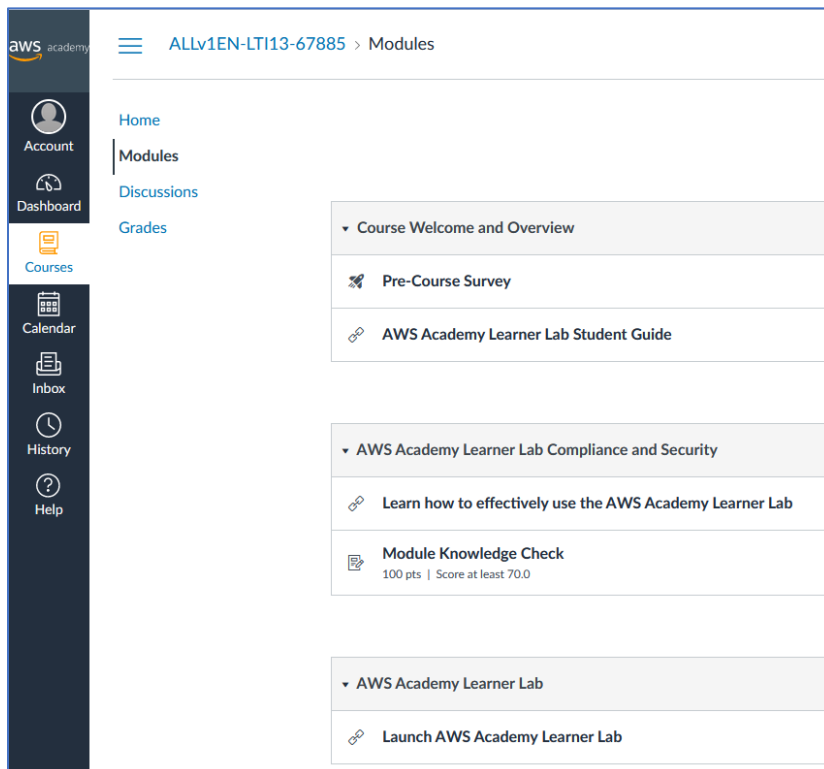 aws academy
ALLv1EN-LTI13-67885 > Modules
Account
Dashboard
Courses
Calendar
Inbox
History
Help
Home
Modules
Discussions
Grades
Course Welcome and Overview
Pre-Course Survey
AWS Academy Learner Lab Student Guide
AWS Academy Learner Lab Compliance and Security
Learn how to effectively use the AWS Academy Learner Lab
Module Knowledge Check
100 pts | Score at least 70.0
AWS Academy Learner Lab
Launch AWS Academy Learner Lab